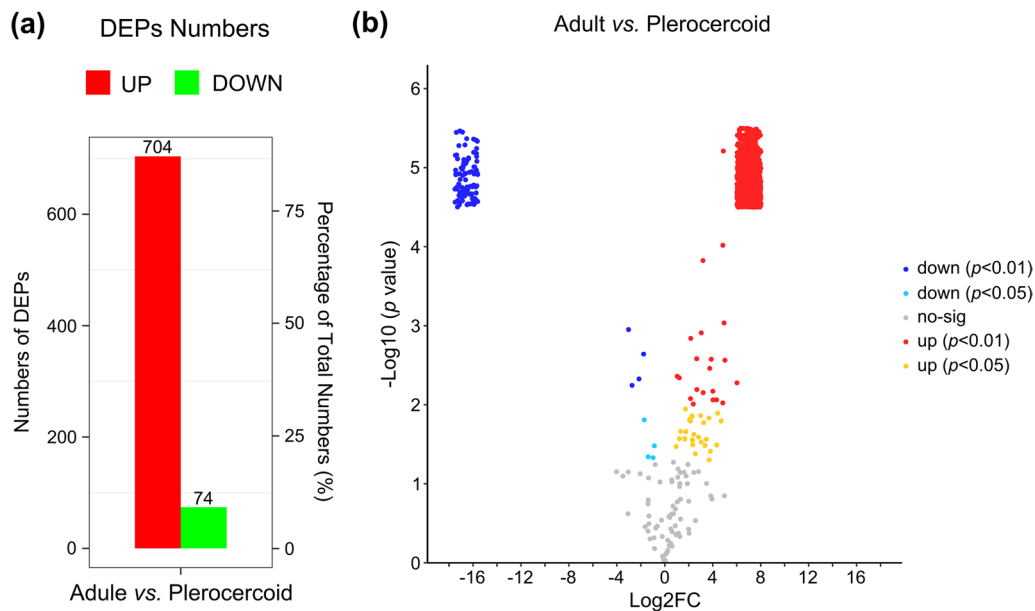 (a)
DEPs Numbers
UP DOWN
704
74
600
400
200
0
Numbers of DEPs
75
50
25
0
Percentage of Total Numbers (%)
Adule vs. Plerocercoid
(b)
Adult vs. Plerocercoid
6
5
4
3
2
1
0
-Log10 (p value)
-16 -12 -8 -4 0 4 8 12 16
Log2FC
down (p<0.01)
down (p<0.05)
no-sig
up (p<0.01)
up (p<0.05)